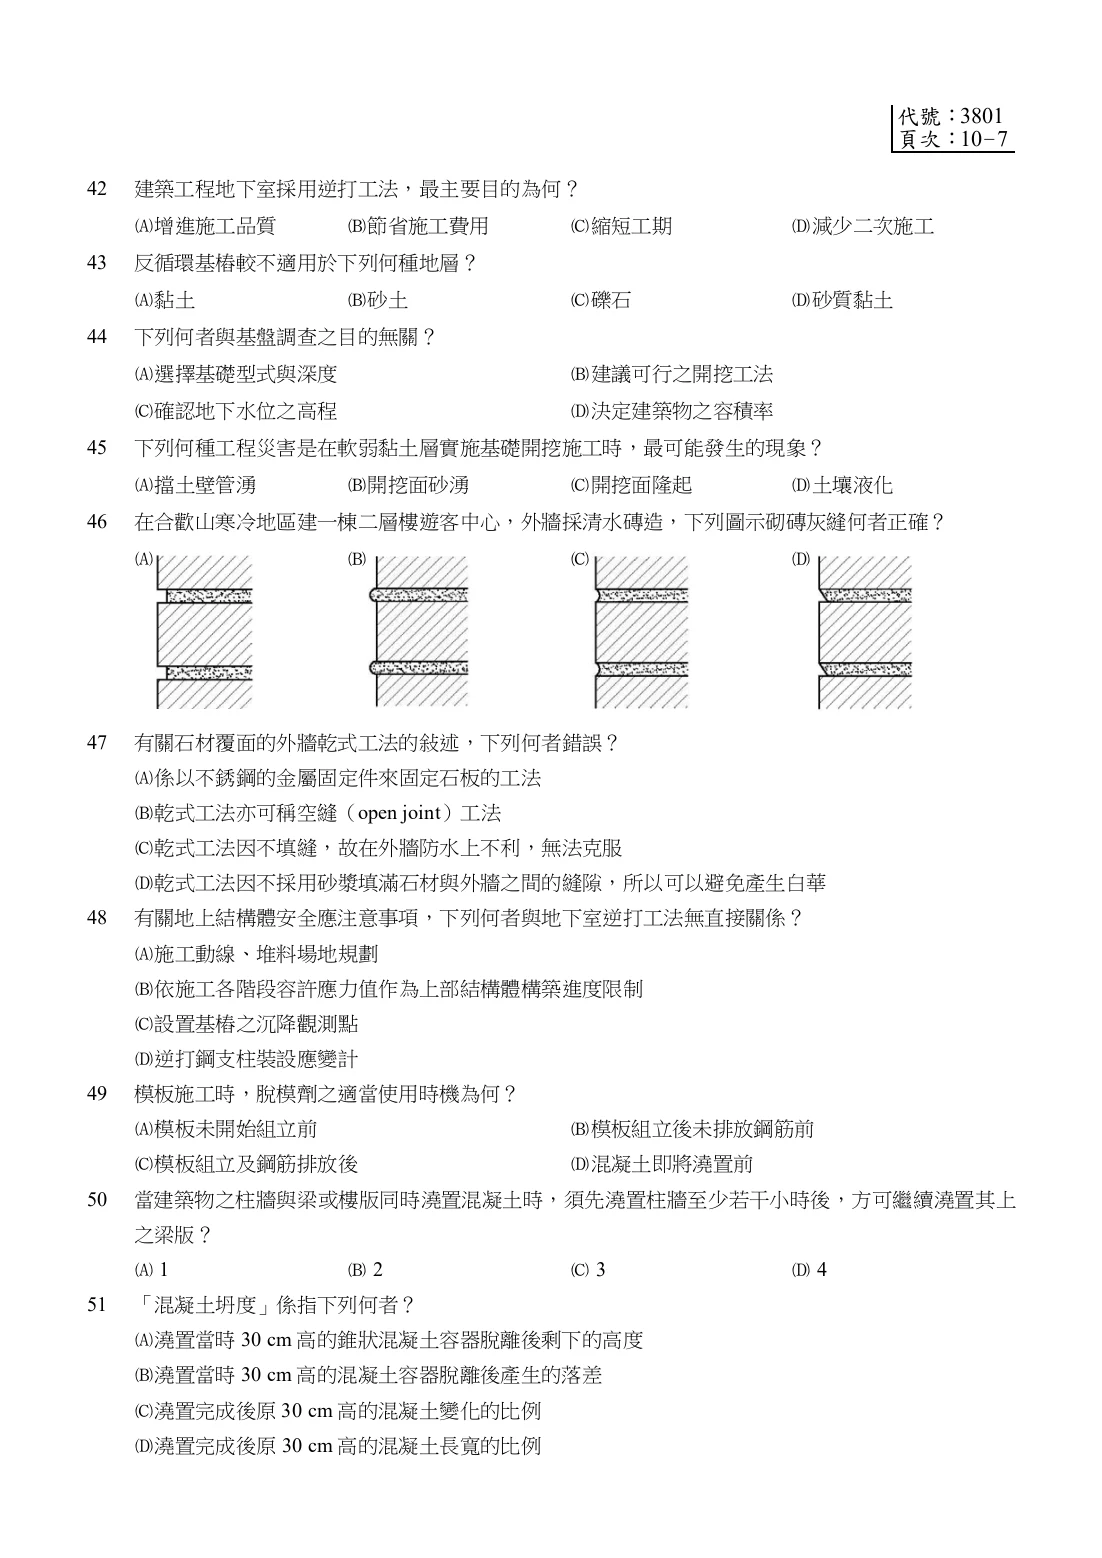 代號：3801
頁次：10－7
42 建築工程地下室採用逆打工法，最主要目的為何？
(A)增進施工品質 (B)節省施工費用 (C)縮短工期 (D)減少二次施工
43 反循環基樁較不適用於下列何種地層？
(A)黏土 (B)砂土 (C)礫石 (D)砂質黏土
44 下列何者與基盤調查之目的無關？
(A)選擇基礎型式與深度 (B)建議可行之開挖工法
(C)確認地下水位之高程 (D)決定建築物之容積率
45 下列何種工程災害是在軟弱黏土層實施基礎開挖施工時，最可能發生的現象？
(A)擋土壁管湧 (B)開挖面砂湧 (C)開挖面隆起 (D)土壤液化
46 在合歡山寒冷地區建一棟二層樓遊客中心，外牆採清水磚造，下列圖示砌磚灰縫何者正確？
(A) (B) (C) (D)
47 有關石材覆面的外牆乾式工法的敘述，下列何者錯誤？
(A)係以不銹鋼的金屬固定件來固定石板的工法
(B)乾式工法亦可稱空縫（open joint）工法
(C)乾式工法因不填縫，故在外牆防水上不利，無法克服
(D)乾式工法因不採用砂漿填滿石材與外牆之間的縫隙，所以可以避免產生白華
48 有關地上結構體安全應注意事項，下列何者與地下室逆打工法無直接關係？
(A)施工動線、堆料場地規劃
(B)依施工各階段容許應力值作為上部結構體構築進度限制
(C)設置基樁之沉降觀測點
(D)逆打鋼支柱裝設應變計
49 模板施工時，脫模劑之適當使用時機為何？
(A)模板未開始組立前 (B)模板組立後未排放鋼筋前
(C)模板組立及鋼筋排放後 (D)混凝土即將澆置前
50 當建築物之柱牆與梁或樓版同時澆置混凝土時，須先澆置柱牆至少若干小時後，方可繼續澆置其上
之梁版？
(A) 1 (B) 2 (C) 3 (D) 4
51 「混凝土坍度」係指下列何者？
(A)澆置當時 30 cm 高的錐狀混凝土容器脫離後剩下的高度
(B)澆置當時 30 cm 高的混凝土容器脫離後產生的落差
(C)澆置完成後原 30 cm 高的混凝土變化的比例
(D)澆置完成後原 30 cm 高的混凝土長寬的比例